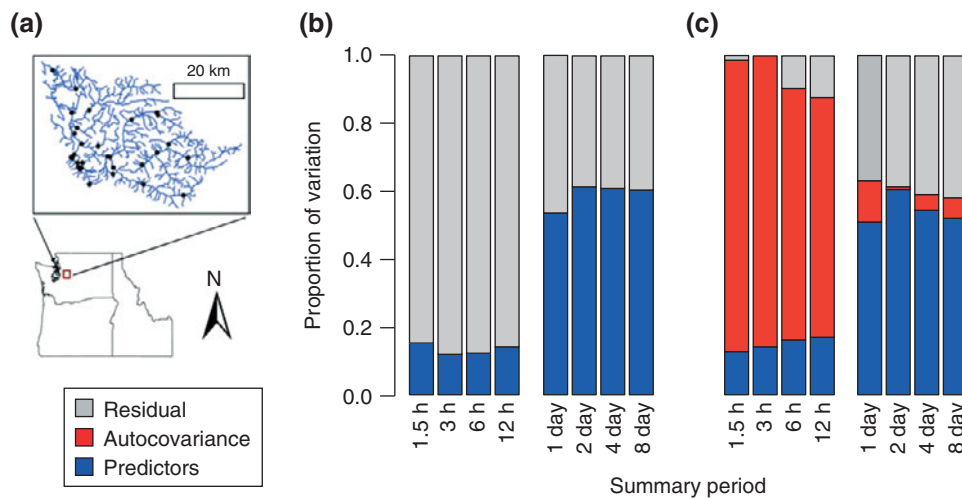 (a)
20 km
N
Residual
Autocovariance
Predictors
(b)
Proportion of variation
1.0
0.8
0.6
0.4
0.2
0.0
1.5 h
3 h
6 h
12 h
1 day
2 day
4 day
8 day
(c)
1.5 h
3 h
6 h
12 h
1 day
2 day
4 day
8 day
Summary period